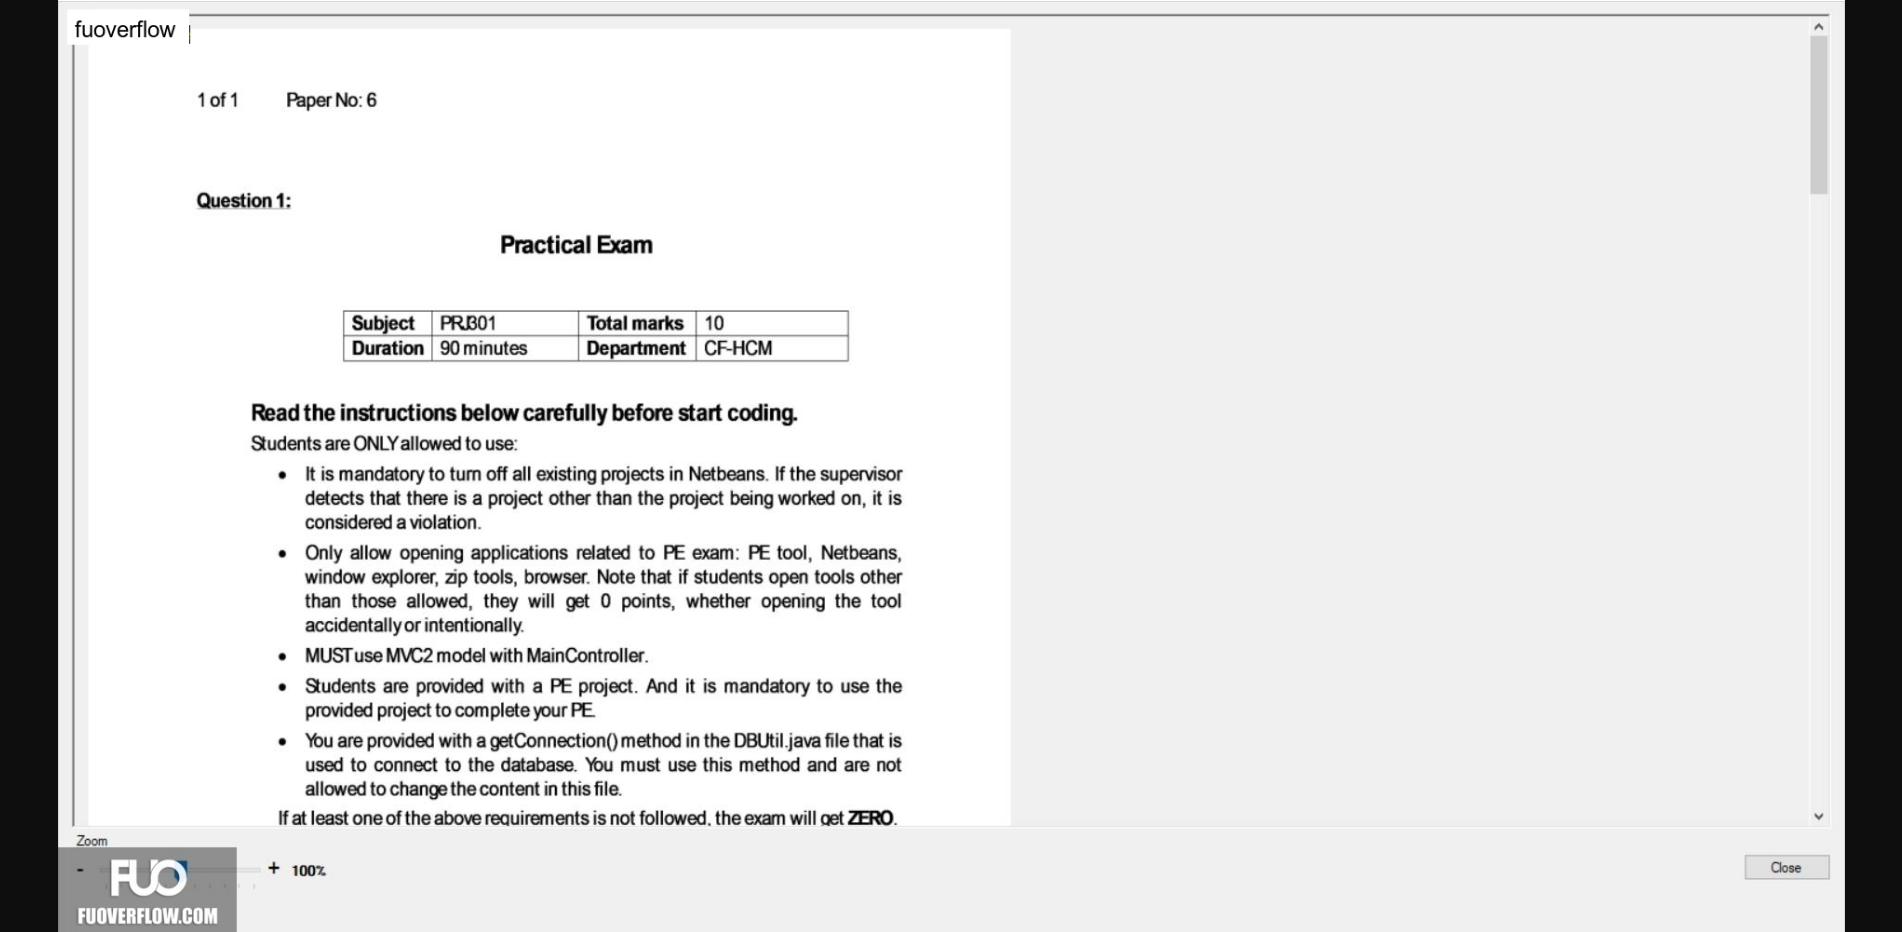 fuoverflow
1 of 1 Paper No: 6
Question 1:
Practical Exam
Subject PRJ301 Total marks 10
Duration 90 minutes Department CF-HCM
Read the instructions below carefully before start coding.
Students are ONLY allowed to use:
• It is mandatory to turn off all existing projects in Netbeans. If the supervisor
detects that there is a project other than the project being worked on, it is
considered a violation.
• Only allow opening applications related to PE exam: PE tool, Netbeans,
window explorer, zip tools, browser. Note that if students open tools other
than those allowed, they will get 0 points, whether opening the tool
accidentally or intentionally.
• MUST use MVC2 model with MainController.
• Students are provided with a PE project. And it is mandatory to use the
provided project to complete your PE.
• You are provided with a getConnection() method in the DBUtil.java file that is
used to connect to the database. You must use this method and are not
allowed to change the content in this file.
If at least one of the above requirements is not followed, the exam will get ZERO.
Zoom
- + 100%
Close
FUO
FUOVERFLOW.COM